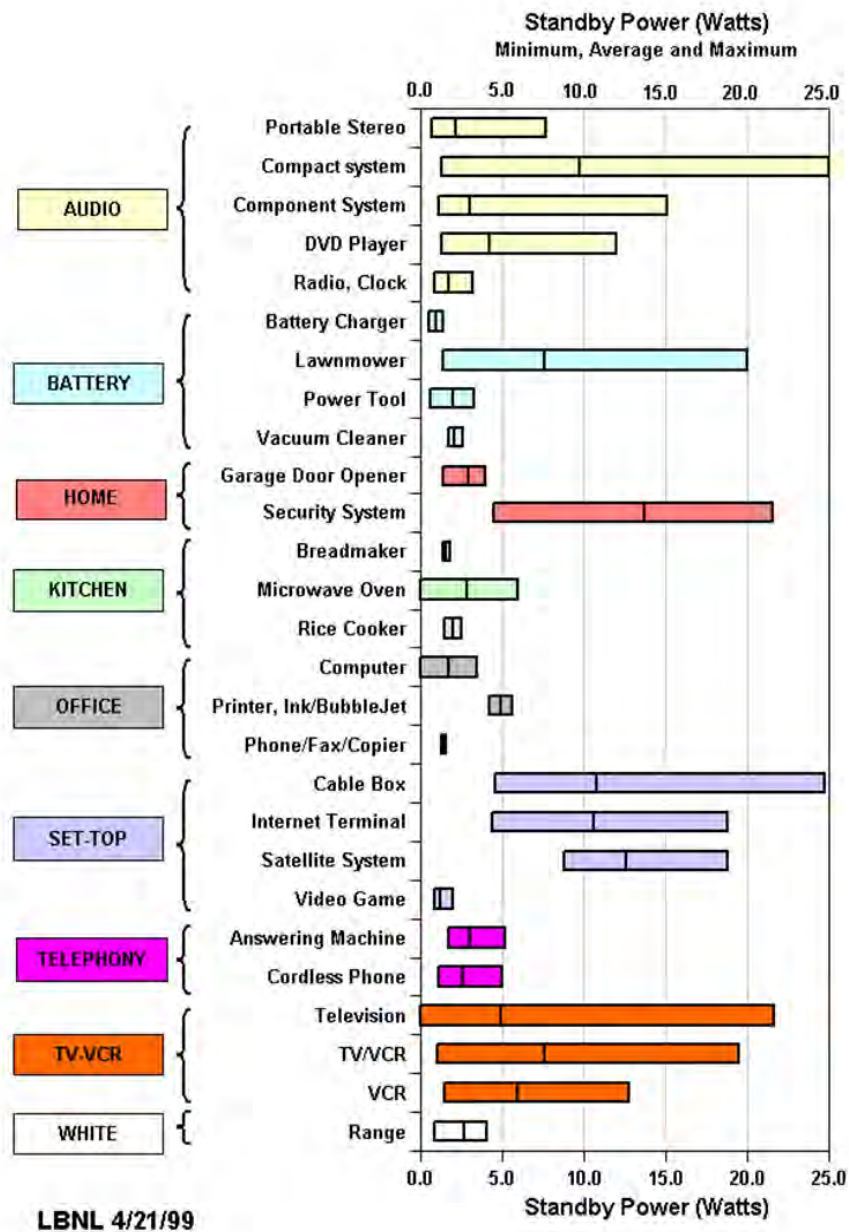 Standby Power (Watts)
Minimum, Average and Maximum
0.0 5.0 10.0 15.0 20.0 25.0
AUDIO
Portable Stereo
Compact system
Component System
DVD Player
Radio, Clock
BATTERY
Battery Charger
Lawnmower
Power Tool
Vacuum Cleaner
HOME
Garage Door Opener
Security System
KITCHEN
Breadmaker
Microwave Oven
Rice Cooker
OFFICE
Computer
Printer, Ink/BubbleJet
Phone/Fax/Copier
SET-TOP
Cable Box
Internet Terminal
Satellite System
Video Game
TELEPHONY
Answering Machine
Cordless Phone
TV-VCR
Television
TV/VCR
VCR
WHITE
Range
0.0 5.0 10.0 15.0 20.0 25.0
Standby Power (Watts)
LBNL 4/21/99